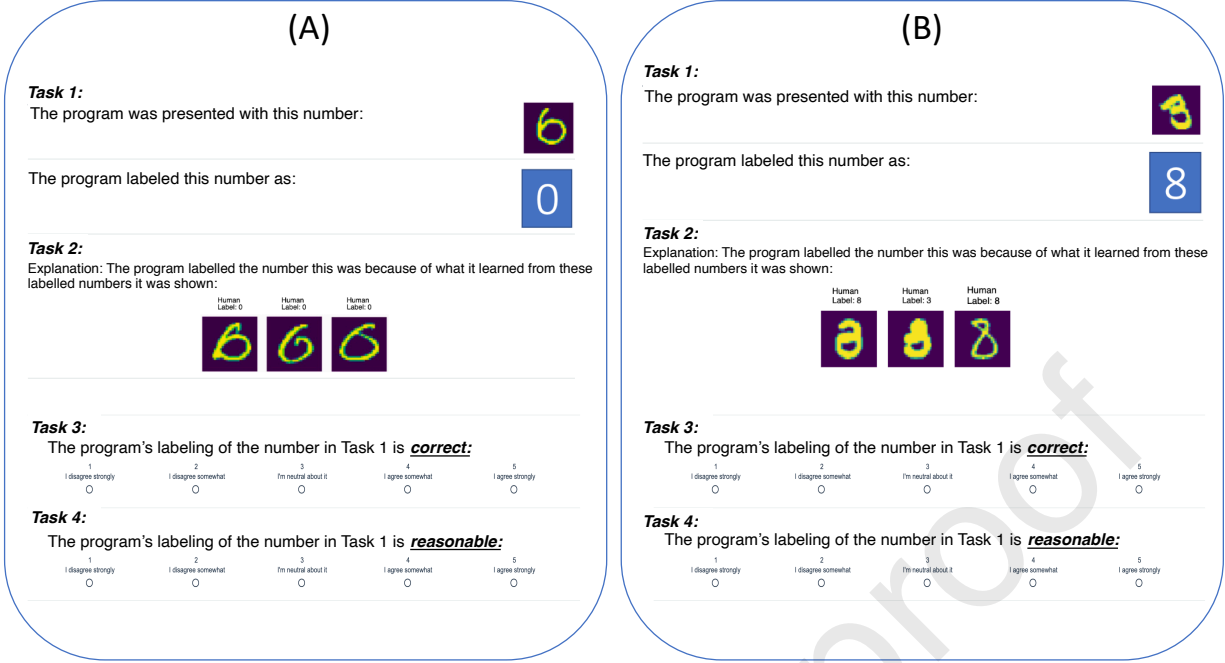 (A)
Task 1:
The program was presented with this number:
6
The program labeled this number as:
0
Task 2:
Explanation: The program labelled the number this was because of what it learned from these
labelled numbers it was shown:
Human Human Human
Label: 0 Label: 0 Label: 0
6 6 6
Task 3:
The program's labeling of the number in Task 1 is correct:
1 2 3 4 5
I disagree strongly I disagree somewhat I'm neutral about it I agree somewhat I agree strongly
Task 4:
The program's labeling of the number in Task 1 is reasonable:
1 2 3 4 5
I disagree strongly I disagree somewhat I'm neutral about it I agree somewhat I agree strongly
(B)
Task 1:
The program was presented with this number:
The program labeled this number as:
8
Task 2:
Explanation: The program labelled the number this was because of what it learned from these
labelled numbers it was shown:
Human Human Human
Label: 8 Label: 3 Label: 8
8
Task 3:
The program's labeling of the number in Task 1 is correct:
1 2 3 4 5
I disagree strongly I disagree somewhat I'm neutral about it I agree somewhat I agree strongly
Task 4:
The program's labeling of the number in Task 1 is reasonable:
1 2 3 4 5
I disagree strongly I disagree somewhat I'm neutral about it I agree somewhat I agree strongly
proof